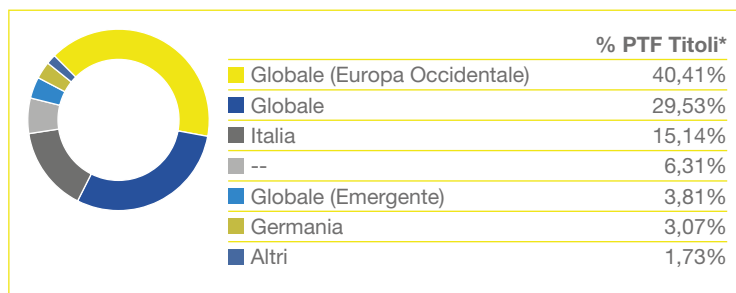 % PTF Titoli*
Globale (Europa Occidentale) 40,41%
Globale 29,53%
Italia 15,14%
-- 6,31%
Globale (Emergente) 3,81%
Germania 3,07%
Altri 1,73%